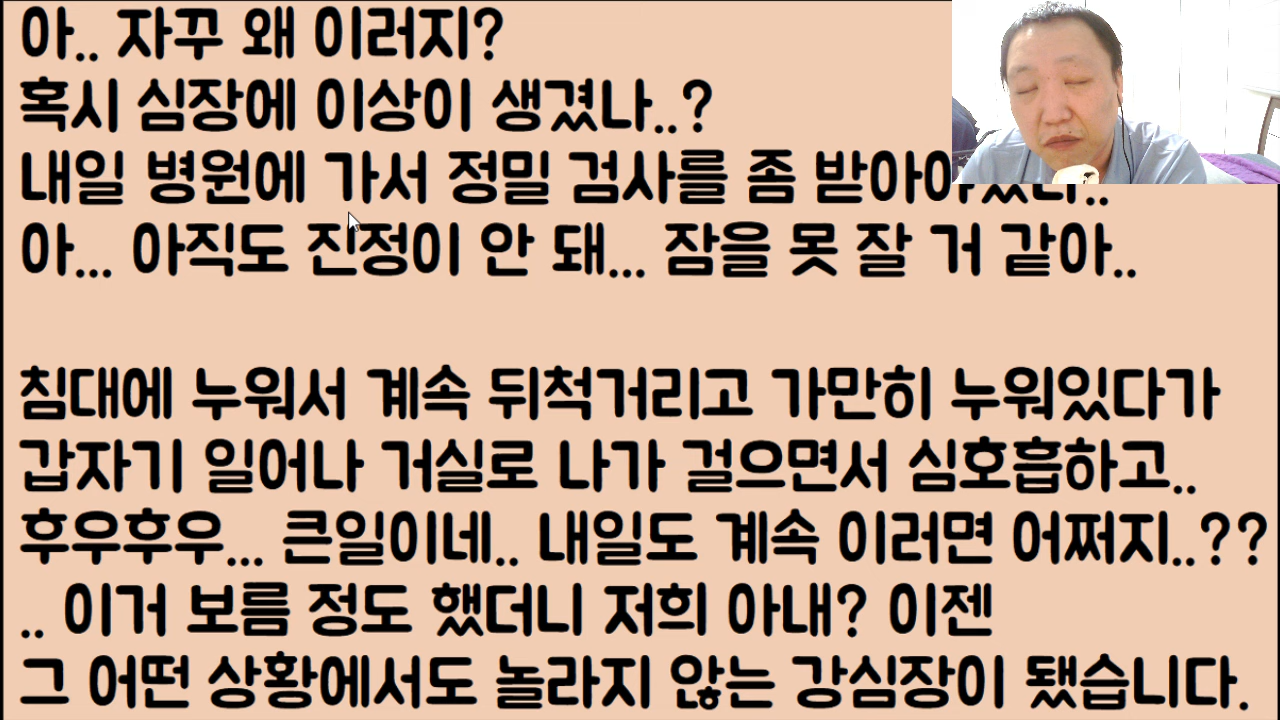 아.. 자꾸 왜 이러지?
혹시 심장에 이상이 생겼나..?
내일 병원에 가서 정밀 검사를 좀
아... 아직도 진정이 안 돼... 잠을 못 잘 거 같아..
침대에 누워서 계속 뒤척거리고 가만히 누워있다가
갑자기 일어나 거실로 나가 걸으면서 심호흡하고..
후우후우... 큰일이네.. 내일도 계속 이러면 어쩌지..??
.. 이거 보름 정도 했더니 저희 아내? 이젠
그 어떤 상황에서도 놀라지 않는 강심장이 됐습니다.